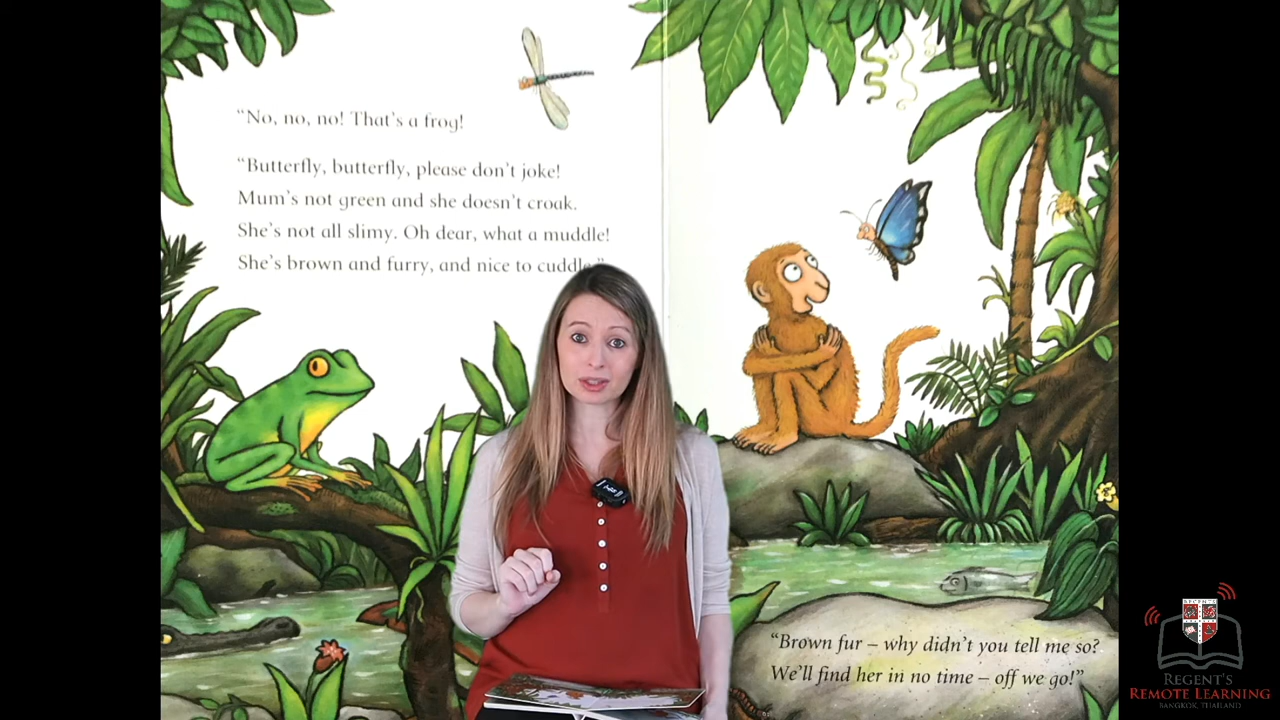 "No, no, no! That's a frog!
"Butterfly, butterfly, please don't joke!
Mum's not green and she doesn't croak.
She's not all slimy. Oh dear, what a muddle!
She's brown and furry, and nice to cuddle."
"Brown fur – why didn't you tell me so?
We'll find her in no time – off we go!"
REGENT'S
REGENT'S
REMOTE LEARNING
BANGKOK, THAILAND